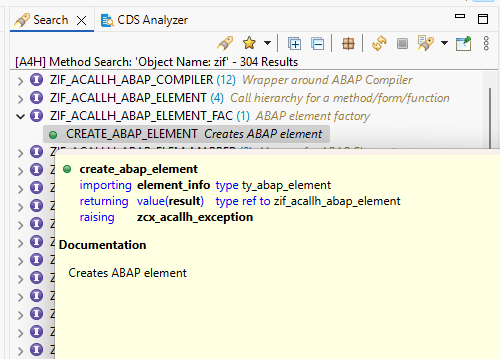 Search
CDS Analyzer
[A4H] Method Search: 'Object Name: zif' - 304 Results
ZIF_ACALLH_ABAP_COMPILER (12) Wrapper around ABAP Compiler
ZIF_ACALLH_ABAP_ELEMENT (4) Call hierarchy for a method/form/function
ZIF_ACALLH_ABAP_ELEMENT_FAC (1) ABAP element factory
CREATE_ABAP_ELEMENT Creates ABAP element
create_abap_element
importing element_info type ty_abap_element
returning value(result) type ref to zif_acallh_abap_element
raising zcx_acallh_exception
Documentation
Creates ABAP element